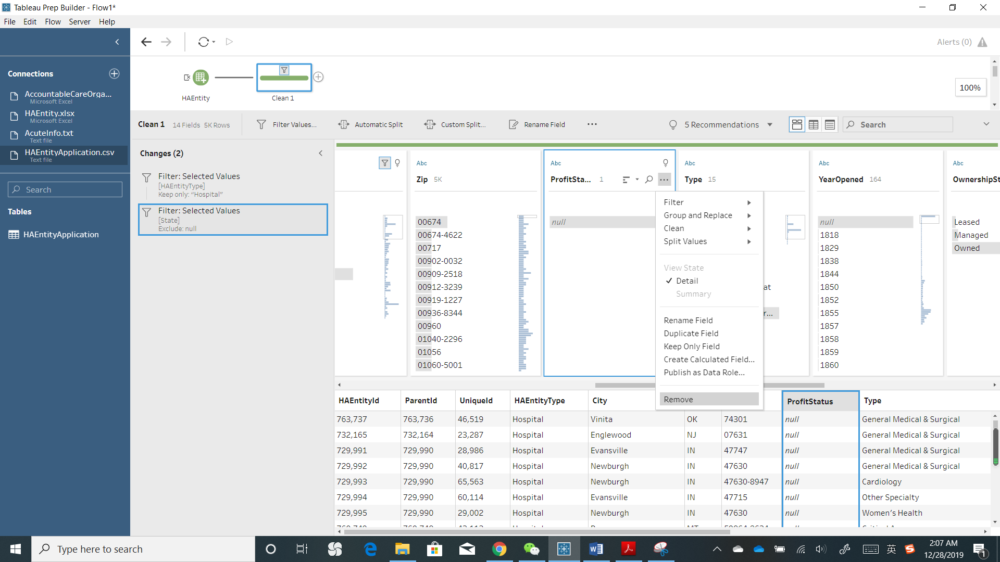 Tableau Prep Builder - Flow1*
File Edit Flow Server Help
Alerts (0)
Connections
AccountableCareOrga...
Microsoft Excel
HAEntity.xlsx
Microsoft Excel
AcuteInfo.txt
Text file
HAEntityApplication.csv
Text file
Search
Tables
HAEntityApplication
HAEntity
Clean 1
100%
Clean 1 14 Fields 5K Rows
Filter Values... Automatic Split Custom Split... Rename Field ...
5 Recommendations
Search
Changes (2)
Filter: Selected Values
[HAEntityType]
Keep only: “Hospital”
Filter: Selected Values
[State]
Exclude: null
Abc
Zip 5K
00674
00674-4622
00717
00902-0032
00909-2518
00912-3239
00919-1227
00936-8344
00960
01040-2296
01056
01060-5001
Abc
ProfitSta... 1
null
Filter
Group and Replace
Clean
Split Values
View State
Detail
Summary
Rename Field
Duplicate Field
Keep Only Field
Create Calculated Field...
Publish as Data Role...
Remove
Abc
Type 15
at
r...
Abc
YearOpened 164
null
1818
1829
1838
1844
1850
1852
1855
1857
1858
1859
1860
Abc
OwnershipSt
Leased
Managed
Owned
HAEntityId ParentId UniqueId HAEntityType City ProfitStatus Type
763,737 763,736 46,519 Hospital Vinita OK 74301 null General Medical & Surgical
732,165 732,164 23,287 Hospital Englewood NJ 07631 null General Medical & Surgical
729,991 729,990 28,986 Hospital Evansville IN 47747 null General Medical & Surgical
729,992 729,990 40,817 Hospital Newburgh IN 47630 null General Medical & Surgical
729,993 729,990 65,563 Hospital Newburgh IN 47630-8947 null Cardiology
729,994 729,990 60,114 Hospital Evansville IN 47715 null Other Specialty
729,995 729,990 29,002 Hospital Newburgh IN 47630 null Women’s Health
Type here to search
英
2:07 AM
12/28/2019
1